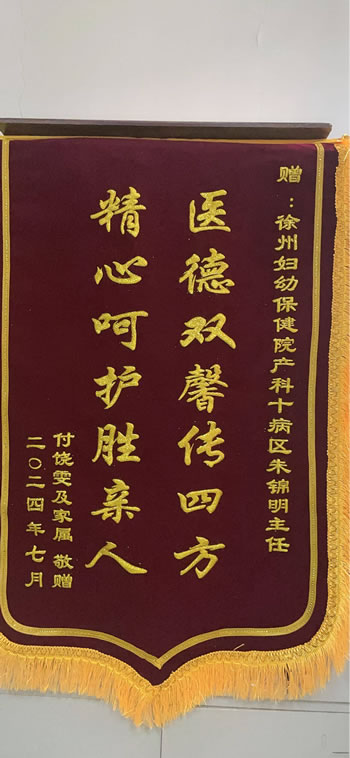 赠：徐州妇幼保健院产科十病区朱锦明主任
医德双馨传四方
精心呵护胜亲人
付饶雯及家属 敬赠
二〇二四年七月